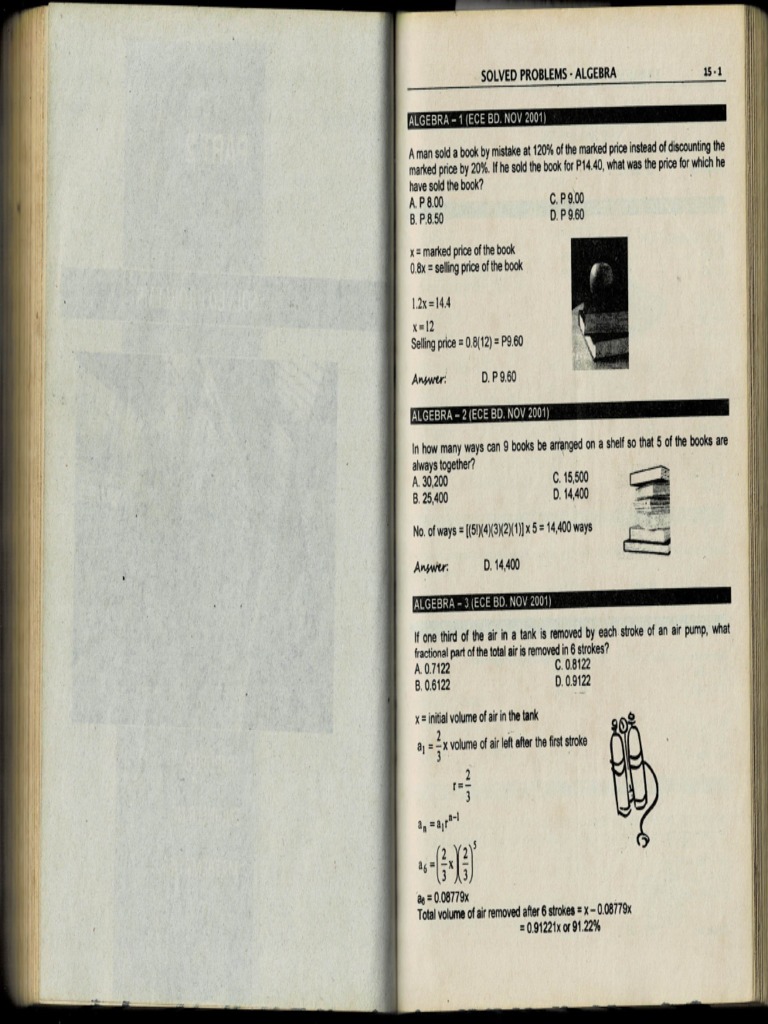 SOLVED PROBLEMS - ALGEBRA 15 - 1
ALGEBRA – 1 (ECE BD. NOV 2001)
A man sold a book by mistake at 120% of the marked price instead of discounting the
marked price by 20%. If he sold the book for P14.40, what was the price for which he
have sold the book?
A. P 8.00 C. P 9.00
B. P.8.50 D. P 9.60
x = marked price of the book
0.8x = selling price of the book
1.2x = 14.4
x = 12
Selling price = 0.8(12) = P9.60
Answer: D. P 9.60
ALGEBRA – 2 (ECE BD. NOV 2001)
In how many ways can 9 books be arranged on a shelf so that 5 of the books are
always together?
A. 30,200 C. 15,500
B. 25,400 D. 14,400
No. of ways = [(5!)(4)(3)(2)(1)] x 5 = 14,400 ways
Answer: D. 14,400
ALGEBRA – 3 (ECE BD. NOV 2001)
If one third of the air in a tank is removed by each stroke of an air pump, what
fractional part of the total air is removed in 6 strokes?
A. 0.7122 C. 0.8122
B. 0.6122 D. 0.9122
x = initial volume of air in the tank
a₁ = 2/3 x volume of air left after the first stroke
r = 2/3
aₙ = a₁rⁿ⁻¹
a₆ = (2/3 x)(2/3)⁵
a₆ = 0.08779x
Total volume of air removed after 6 strokes = x – 0.08779x
= 0.91221x or 91.22%